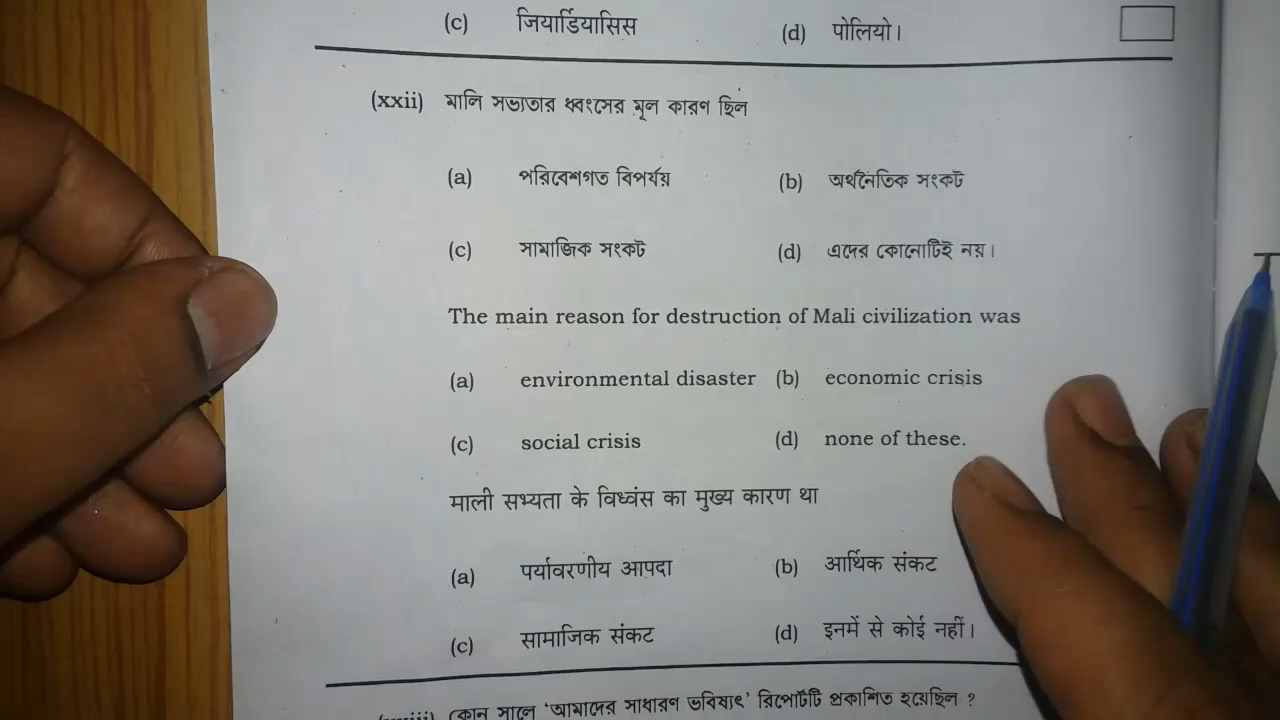 (c) जियार्डियासिस (d) पोलियो।
(xxii) মালি সভ্যতার ধ্বংসের মূল কারণ ছিল
(a) পরিবেশগত বিপর্যয় (b) অর্থনৈতিক সংকট
(c) সামাজিক সংকট (d) এদের কোনোটিই নয়।
The main reason for destruction of Mali civilization was
(a) environmental disaster (b) economic crisis
(c) social crisis (d) none of these.
माली सभ्यता के विध्वंस का मुख्य कारण था
(a) पर्यावरणीय आपदा (b) आर्थिक संकट
(c) सामाजिक संकट (d) इनमें से कोई नहीं।
কোন সালে ‘আমাদের সাধারণ ভবিষ্যৎ’ রিপোর্টটি প্রকাশিত হয়েছিল ?